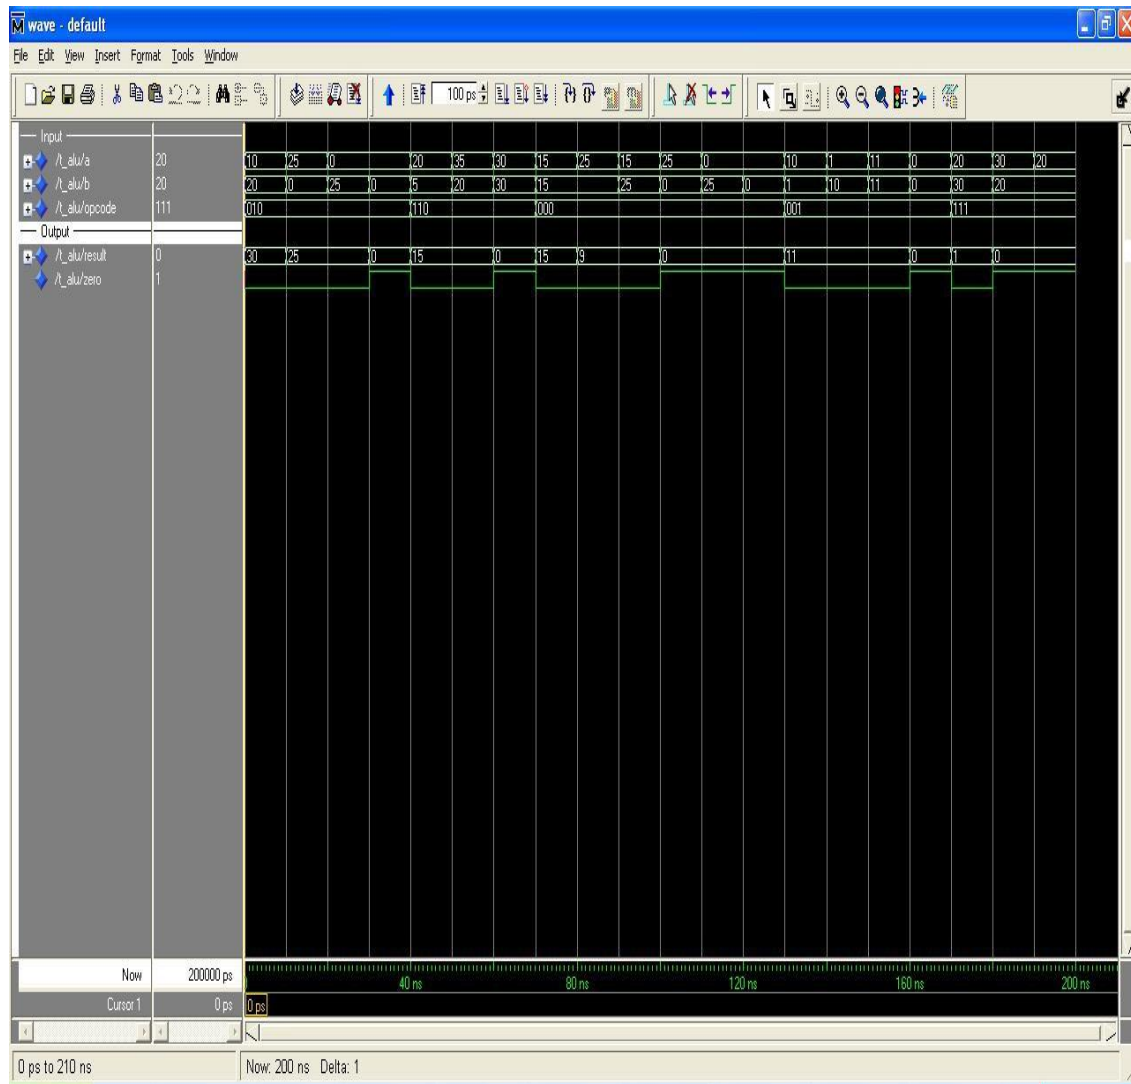 M wave - default
File Edit View Insert Format Tools Window
100 ps
Input
/t_alu/a 20 10 25 0 20 35 30 15 25 15 25 0 10 1 11 0 20 30 20
/t_alu/b 20 20 0 25 0 5 20 30 15 25 0 25 0 1 10 11 0 30 20
/t_alu/opcode 111 010 110 000 001 111
Output
/t_alu/result 0 30 25 0 15 0 15 9 0 11 0 1 0
/t_alu/zero 1
Now 200000 ps 40 ns 80 ns 120 ns 160 ns 200 ns
Cursor 1 0 ps 0 ps
0 ps to 210 ns Now: 200 ns Delta: 1